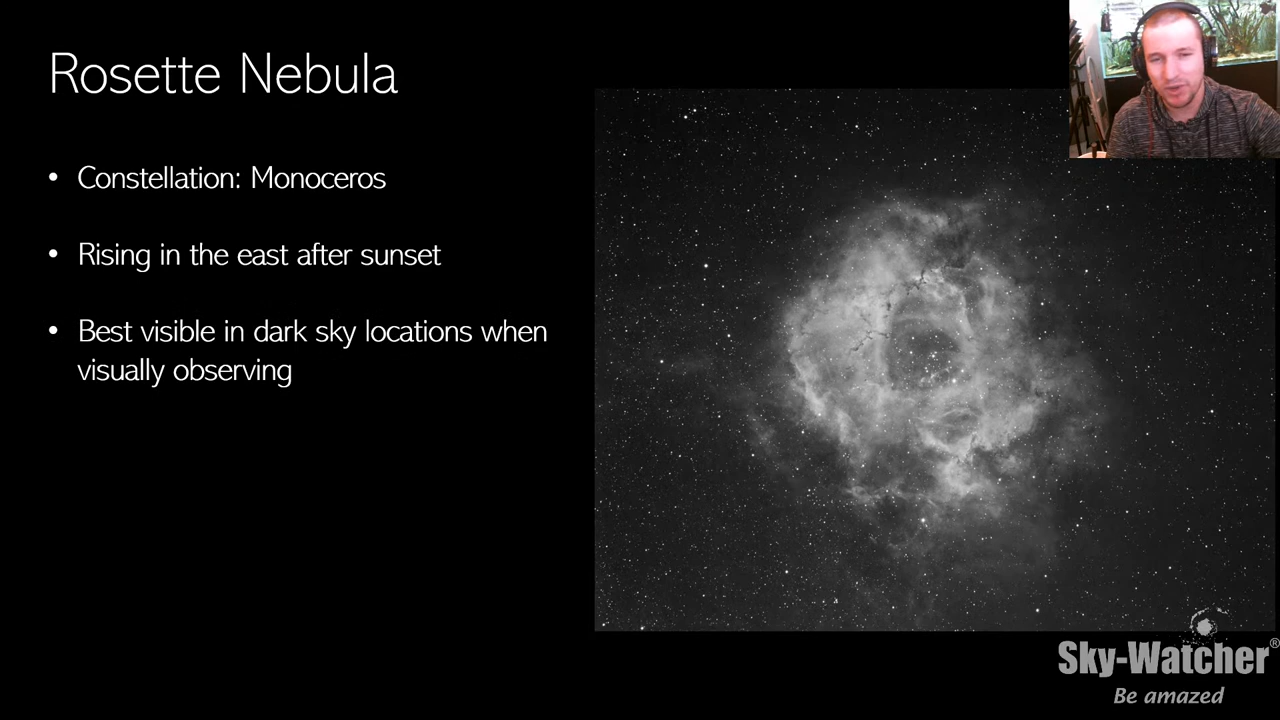 Rosette Nebula
• Constellation: Monoceros
• Rising in the east after sunset
• Best visible in dark sky locations when
visually observing
Sky-Watcher®
Be amazed